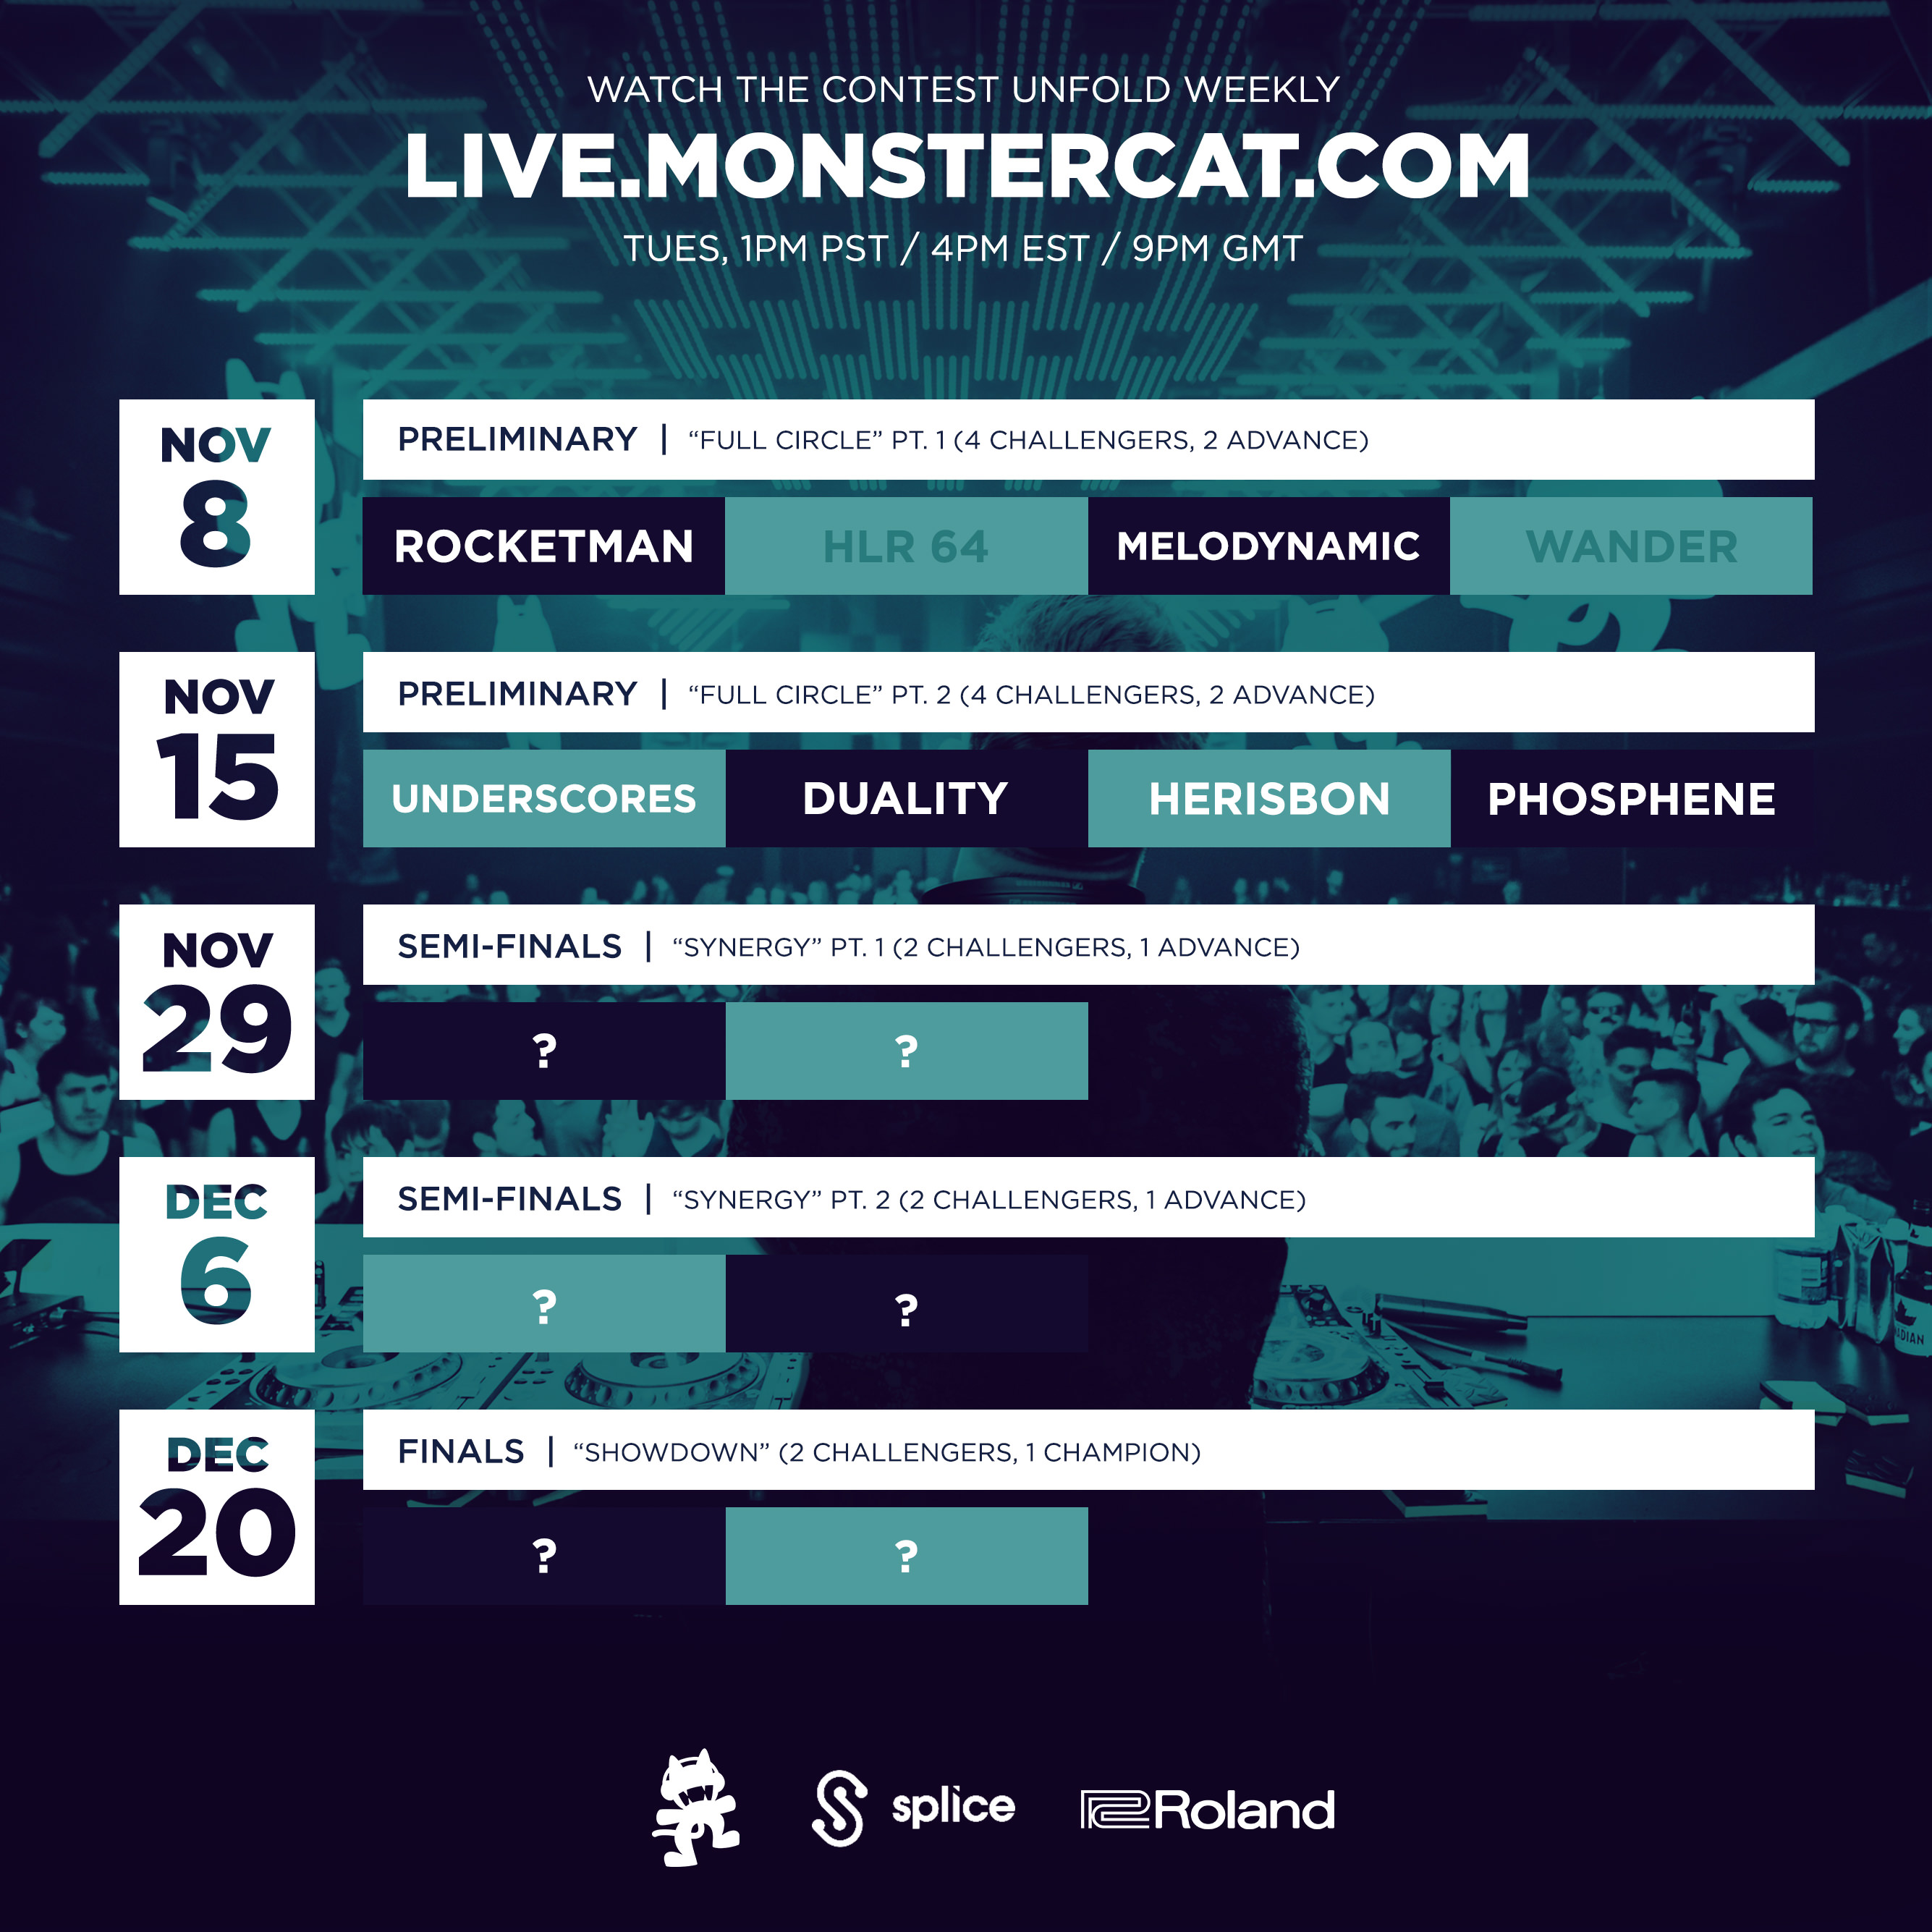 WATCH THE CONTEST UNFOLD WEEKLY
LIVE.MONSTERCAT.COM
TUES, 1PM PST / 4PM EST / 9PM GMT
NOV
8
PRELIMINARY | “FULL CIRCLE” PT. 1 (4 CHALLENGERS, 2 ADVANCE)
ROCKETMAN HLR 64 MELODYNAMIC WANDER
NOV
15
PRELIMINARY | “FULL CIRCLE” PT. 2 (4 CHALLENGERS, 2 ADVANCE)
UNDERSCORES DUALITY HERISBON PHOSPHENE
NOV
29
SEMI-FINALS | “SYNERGY” PT. 1 (2 CHALLENGERS, 1 ADVANCE)
? ?
DEC
6
SEMI-FINALS | “SYNERGY” PT. 2 (2 CHALLENGERS, 1 ADVANCE)
? ?
DEC
20
FINALS | “SHOWDOWN” (2 CHALLENGERS, 1 CHAMPION)
? ?
splice Roland